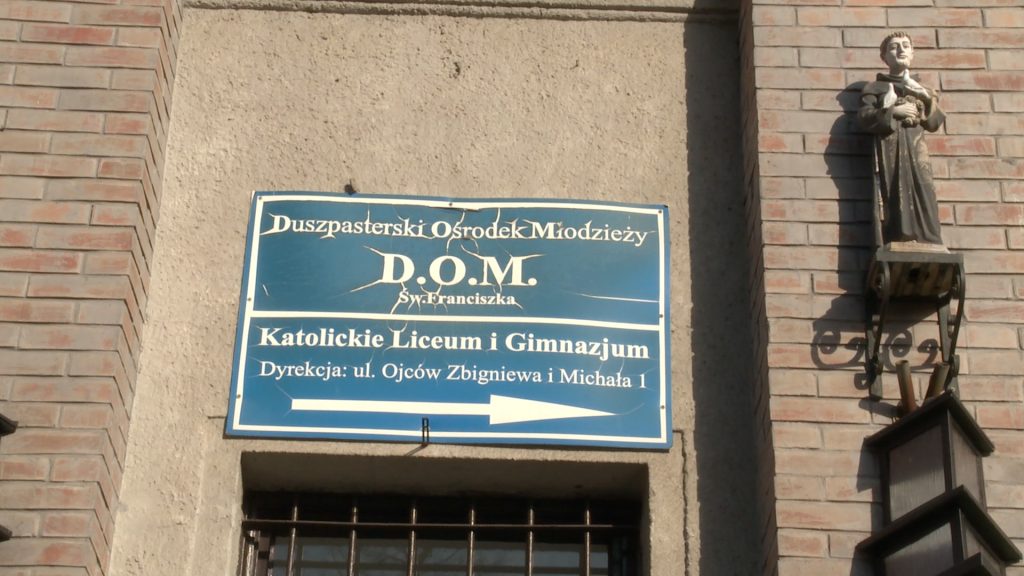 Duszpasterski Ośrodek Młodzieży
D.O.M.
Św.Franciszka
Katolickie Liceum i Gimnazjum
Dyrekcja: ul. Ojców Zbigniewa i Michała 1